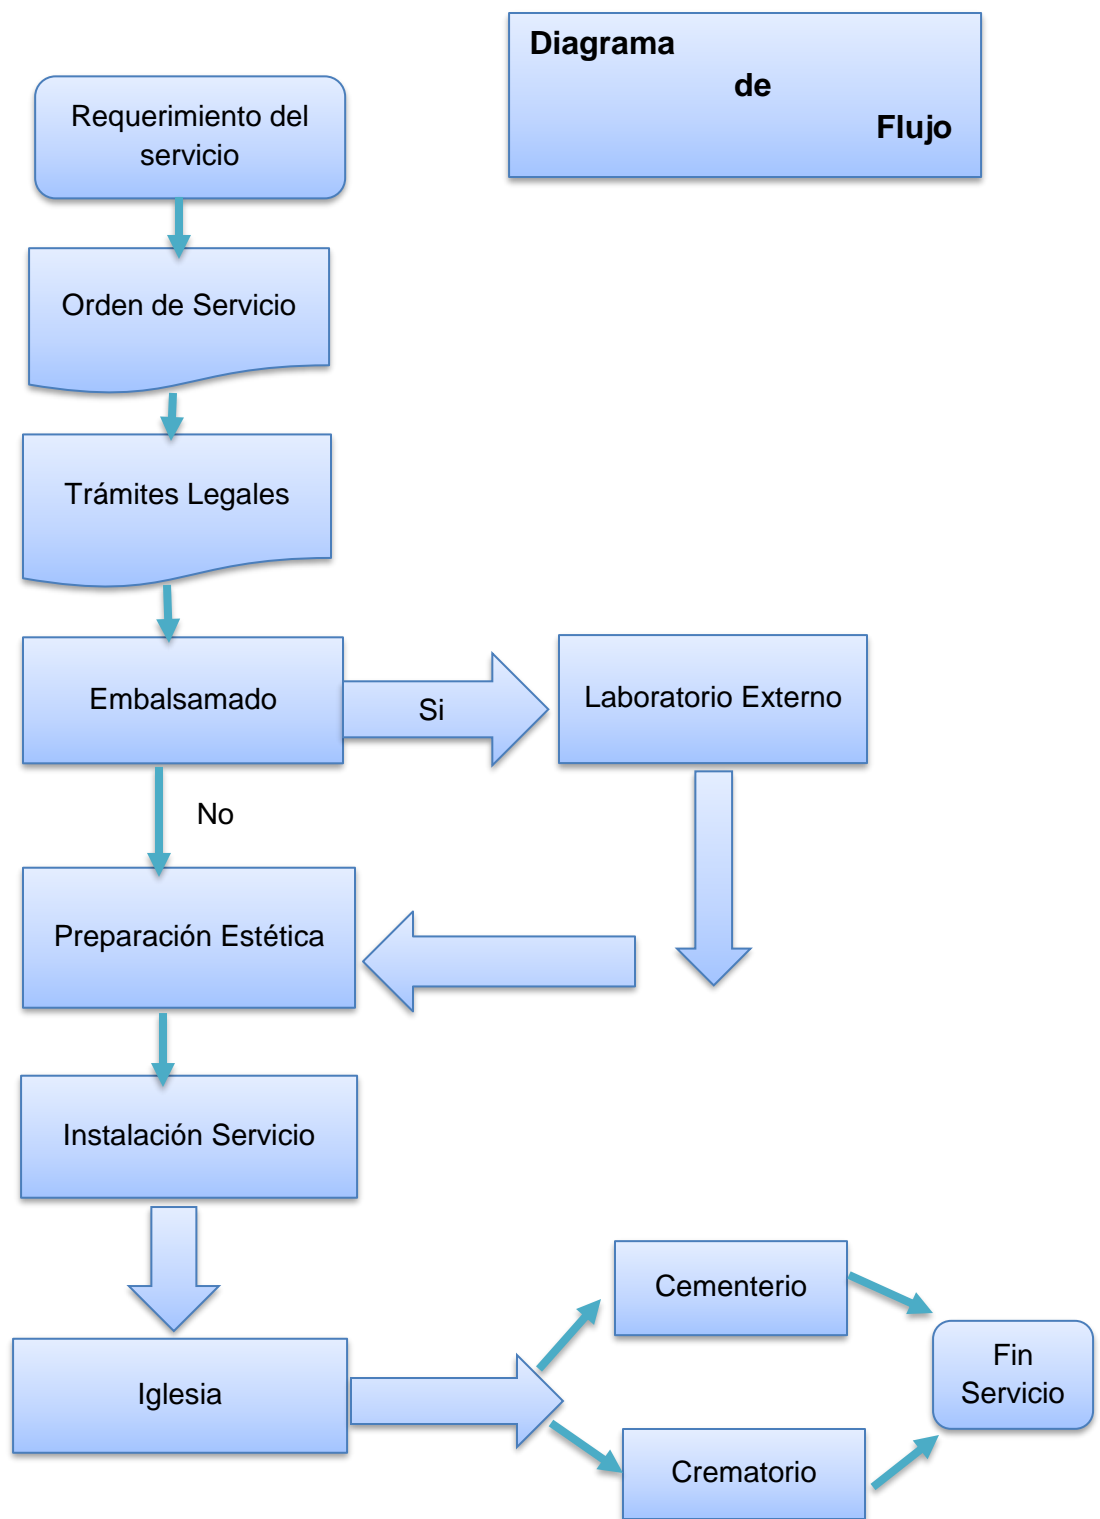 Diagrama
de
Flujo
Requerimiento del
servicio
Orden de Servicio
Trámites Legales
Embalsamado
Si
Laboratorio Externo
No
Preparación Estética
Instalación Servicio
Iglesia
Cementerio
Crematorio
Fin
Servicio